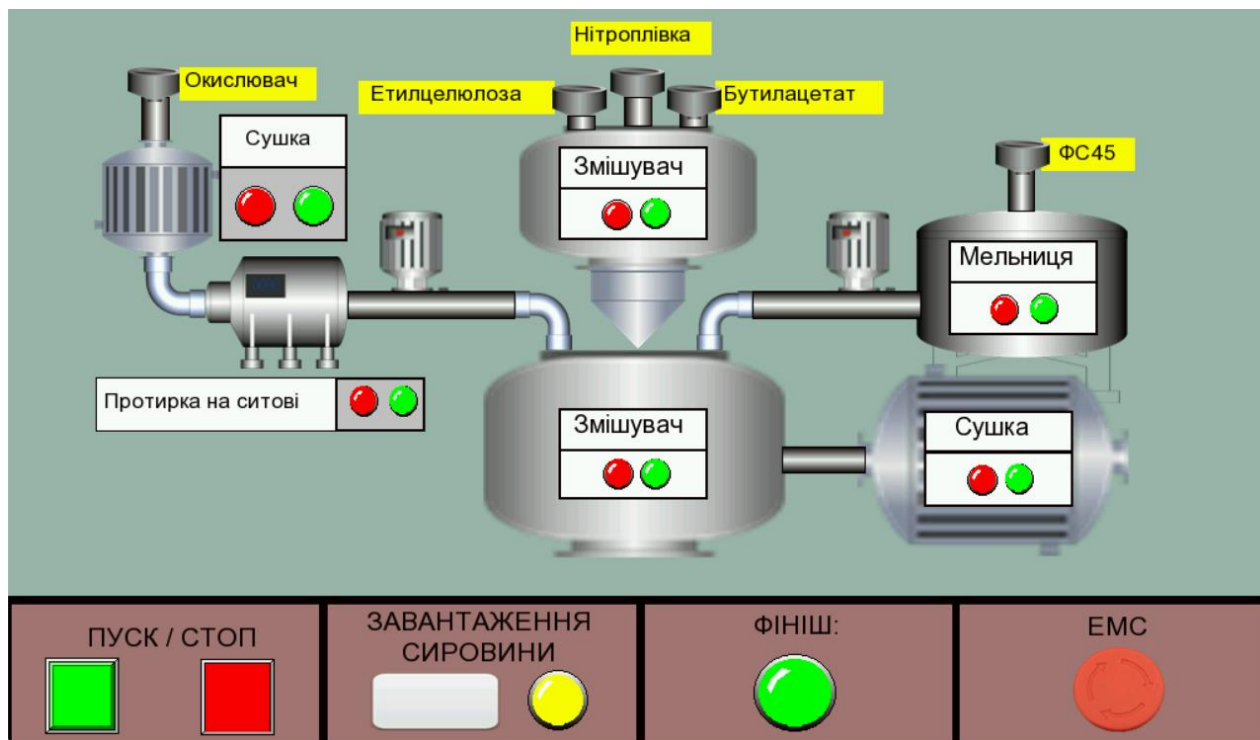 Нітроплівка
Окислювач
Етилцелюлоза
Бутилацетат
Сушка
Змішувач
ФС45
Мельниця
Протирка на ситові
Змішувач
Сушка
ПУСК / СТОП
ЗАВАНТАЖЕННЯ
СИРОВИНИ
ФІНІШ:
ЕМС